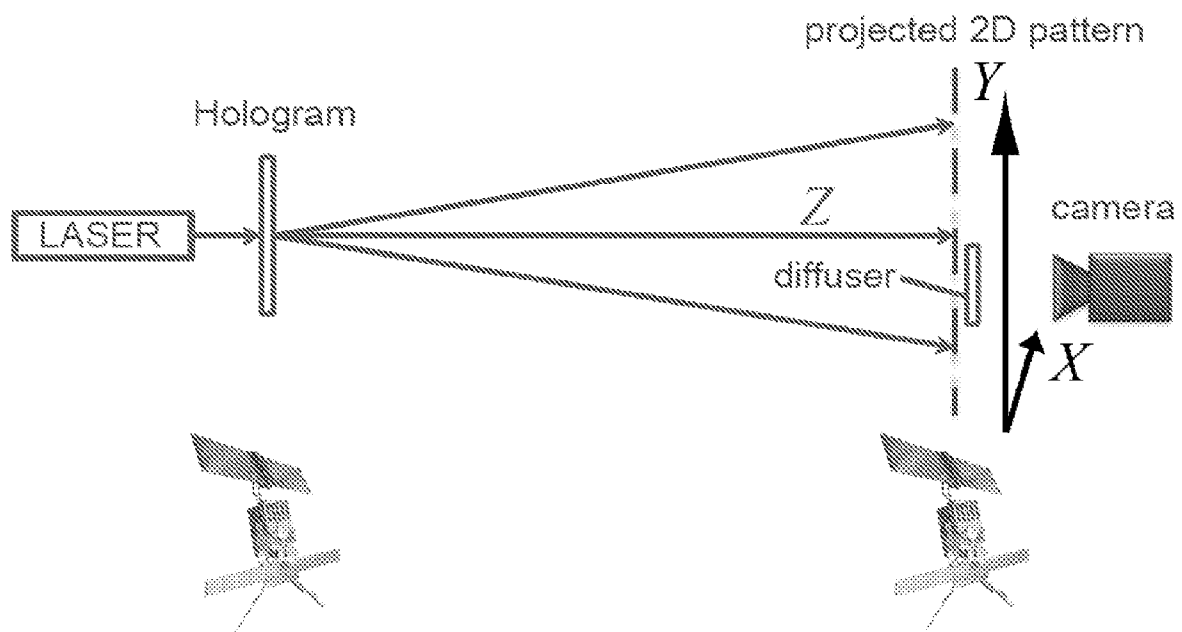 projected 2D pattern
Y
Hologram
Z
camera
LASER
diffuser
X